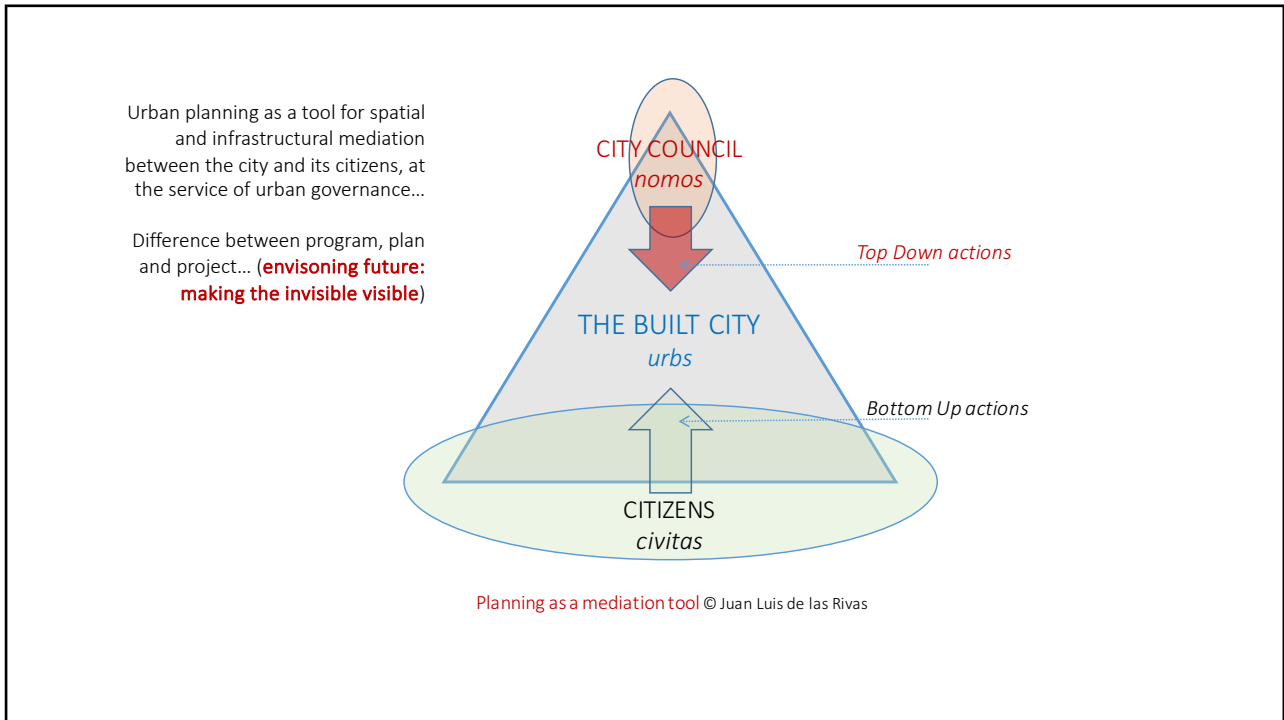 Urban planning as a tool for spatial
and infrastructural mediation
between the city and its citizens, at
the service of urban governance…
Difference between program, plan
and project… (envisoning future:
making the invisible visible)
CITY COUNCIL
nomos
Top Down actions
THE BUILT CITY
urbs
Bottom Up actions
CITIZENS
civitas
Planning as a mediation tool © Juan Luis de las Rivas